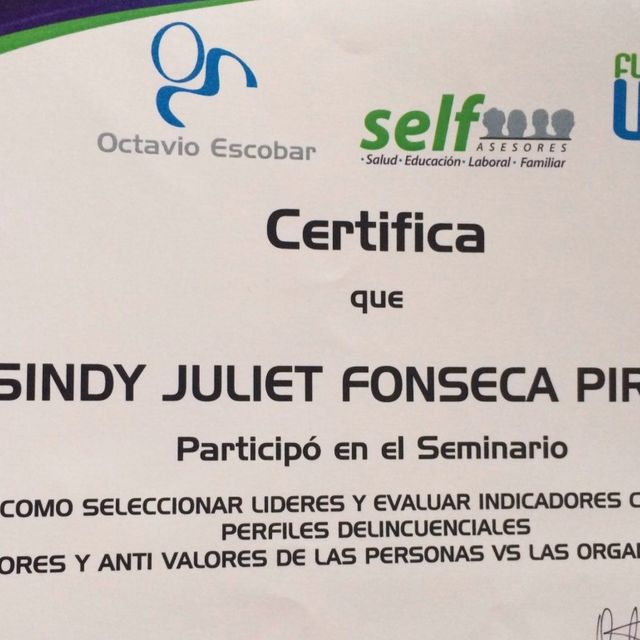 Octavio Escobar
self
ASESORES
·Salud·Educación·Laboral·Familiar
Certifica
que
SINDY JULIET FONSECA
Participó en el Seminario
COMO SELECCIONAR LIDERES Y EVALUAR INDICADORES
PERFILES DELINCUENCIALES
Y ANTI VALORES DE LAS PERSONAS VS LAS